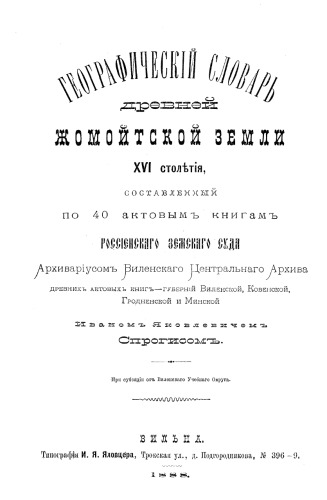 ГЕОГРАФИЧЕСКІЙ СЛОВАРЬ
древней
ЖОМОЙТСКОЙ ЗЕМЛИ
XVI столѣтія,
СОСТАВЛЕННЫЙ
по 40 актовымъ книгамъ
РОССІЕНСКАГО ЗЕМСКАГО СУДА
Архиваріусомъ Виленскаго Центральнаго Архива
древнихъ актовыхъ книгъ—губерній Виленской, Ковенской,
Гродненской и Минской
Иваномъ Яковлевичемъ
Спрогисомъ.
При субсидіи отъ Виленскаго Учебнаго Округа.
ВИЛЬНА.
Типографія И. Я. Яловцера, Трокская ул., д. Подгородникова, № 396—9.
1888.